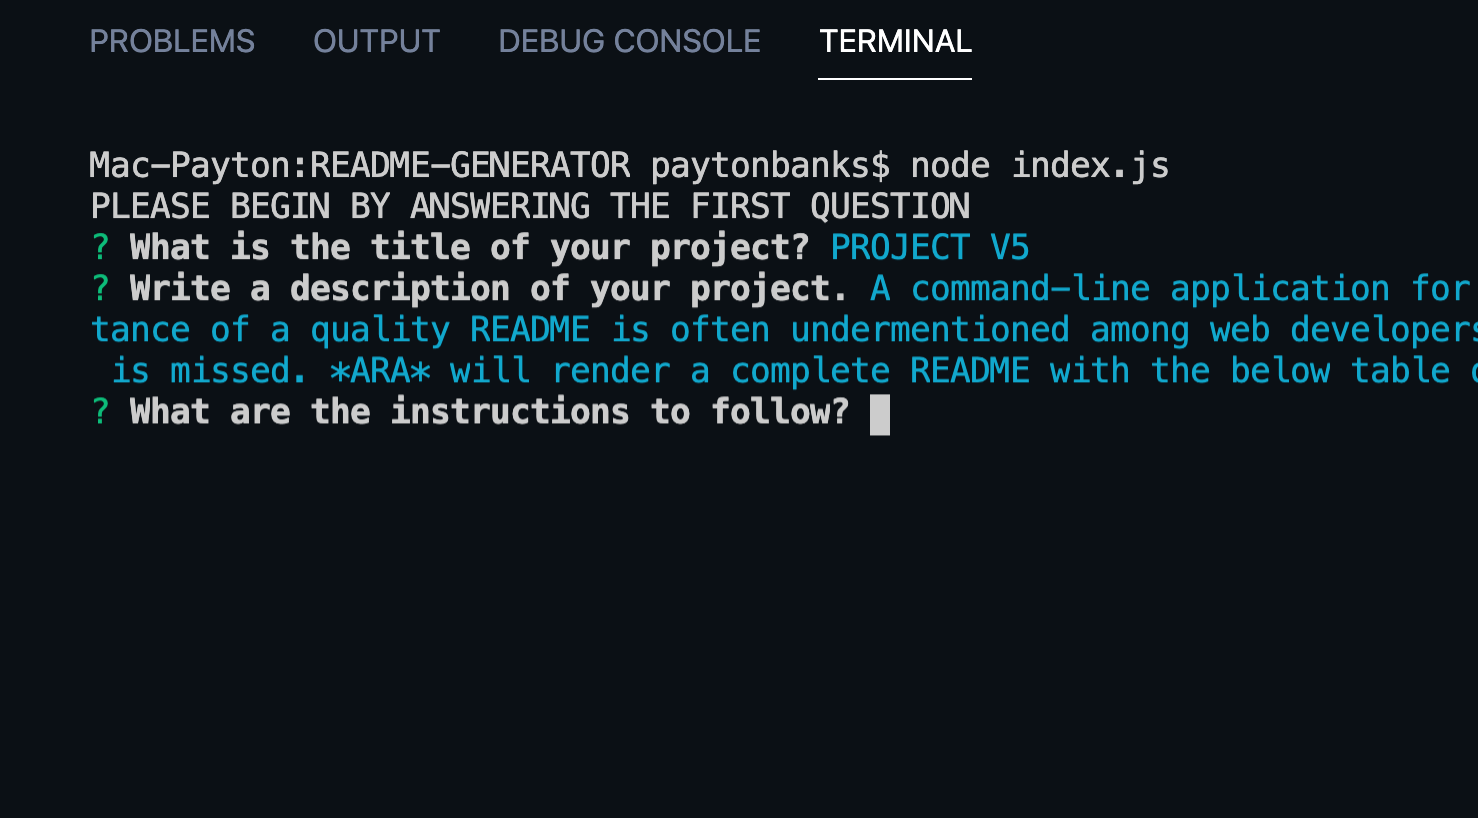 PROBLEMS OUTPUT DEBUG CONSOLE TERMINAL
Mac-Payton:README-GENERATOR paytonbanks$ node index.js
PLEASE BEGIN BY ANSWERING THE FIRST QUESTION
? What is the title of your project? PROJECT V5
? Write a description of your project. A command-line application for
tance of a quality README is often undermentioned among web developers
is missed. *ARA* will render a complete README with the below table
? What are the instructions to follow?